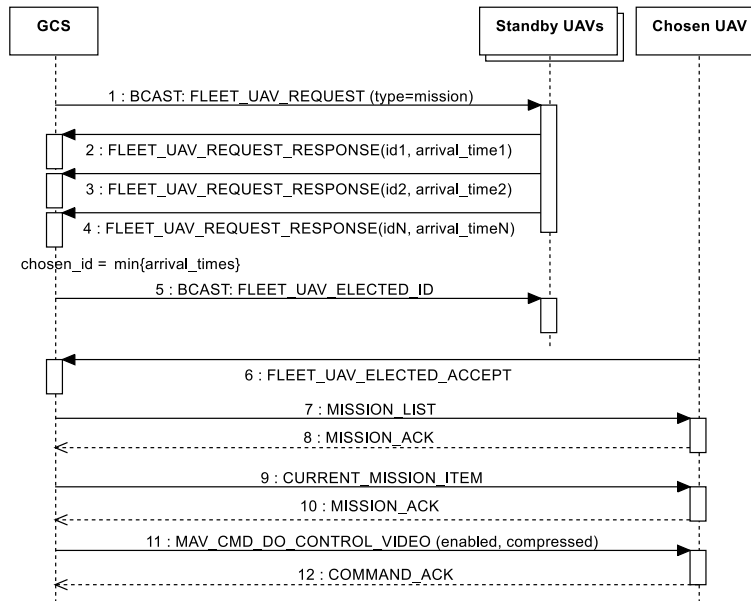 GCS
Standby UAVs
Chosen UAV
1 : BCAST: FLEET_UAV_REQUEST (type=mission)
2 : FLEET_UAV_REQUEST_RESPONSE(id1, arrival_time1)
3 : FLEET_UAV_REQUEST_RESPONSE(id2, arrival_time2)
4 : FLEET_UAV_REQUEST_RESPONSE(idN, arrival_timeN)
chosen_id = min{arrival_times}
5 : BCAST: FLEET_UAV_ELECTED_ID
6 : FLEET_UAV_ELECTED_ACCEPT
7 : MISSION_LIST
8 : MISSION_ACK
9 : CURRENT_MISSION_ITEM
10 : MISSION_ACK
11 : MAV_CMD_DO_CONTROL_VIDEO (enabled, compressed)
12 : COMMAND_ACK